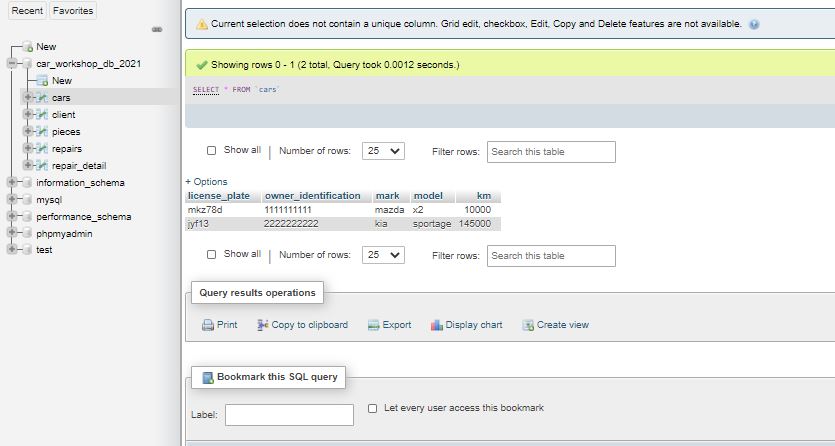 Recent Favorites
New
car_workshop_db_2021
New
cars
client
pieces
repairs
repair_detail
information_schema
mysql
performance_schema
phpmyadmin
test
Current selection does not contain a unique column. Grid edit, checkbox, Edit, Copy and Delete features are not available.
Showing rows 0 - 1 (2 total, Query took 0.0012 seconds.)
SELECT * FROM `cars`
Show all Number of rows: 25 Filter rows: Search this table
+ Options
license_plate owner_identification mark model km
mkz78d 1111111111 mazda x2 10000
jyf13 2222222222 kia sportage 145000
Show all Number of rows: 25 Filter rows: Search this table
Query results operations
Print Copy to clipboard Export Display chart Create view
Bookmark this SQL query
Label: Let every user access this bookmark